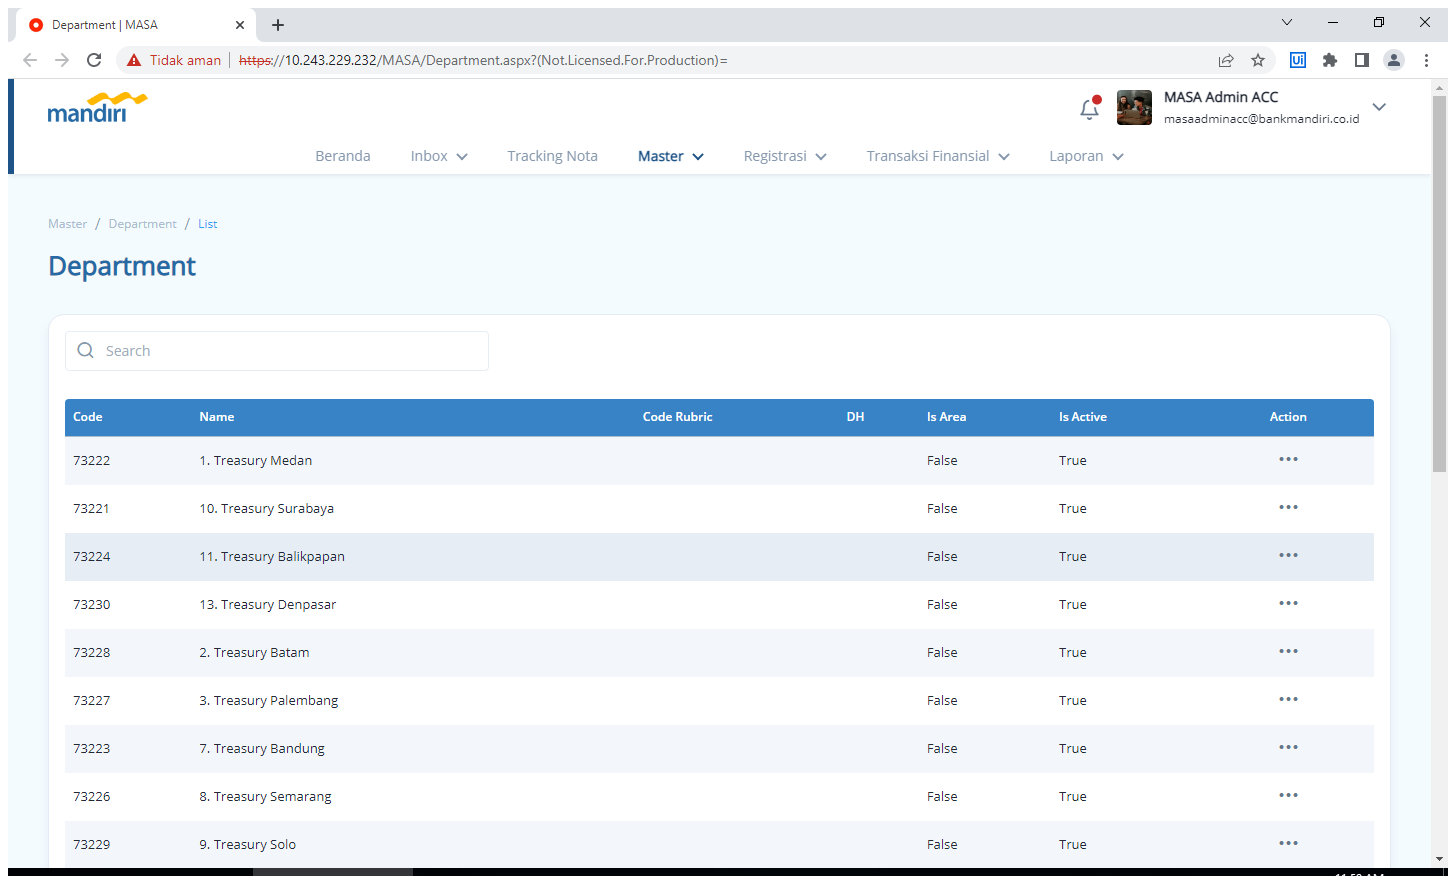 Department | MASA
Tidak aman https://10.243.229.232/MASA/Department.aspx?(Not.Licensed.For.Production)=
Ui
mandiri
MASA Admin ACC
masaadminacc@bankmandiri.co.id
Beranda Inbox Tracking Nota Master Registrasi Transaksi Finansial Laporan
Master / Department / List
Department
Search
Code Name Code Rubric DH Is Area Is Active Action
73222 1. Treasury Medan False True
73221 10. Treasury Surabaya False True
73224 11. Treasury Balikpapan False True
73230 13. Treasury Denpasar False True
73228 2. Treasury Batam False True
73227 3. Treasury Palembang False True
73223 7. Treasury Bandung False True
73226 8. Treasury Semarang False True
73229 9. Treasury Solo False True